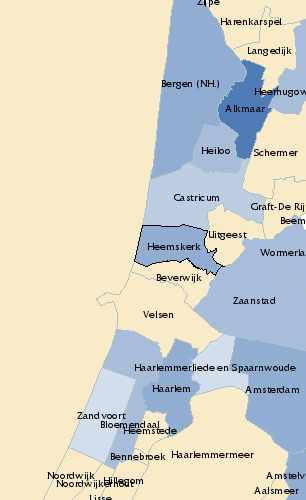 Zijpe
Harenkarspel
Langedijk
Bergen (NH.)
Heerhugow
Alkmaar
Heiloo
Schermer
Castricum
Graft-De Rij
Beem
Uitgeest
Heemskerk
Wormerla
Beverwijk
Zaanstad
Velsen
Haarlemmerliede en Spaarnwoude
Haarlem
Amsterdam
Zandvoort
Bloemendaal
Heemstede
Bennebroek
Haarlemmermeer
Noordwijk
Noordwijkerhout
Hillegom
Amstelv
Aalsmeer
Lisse